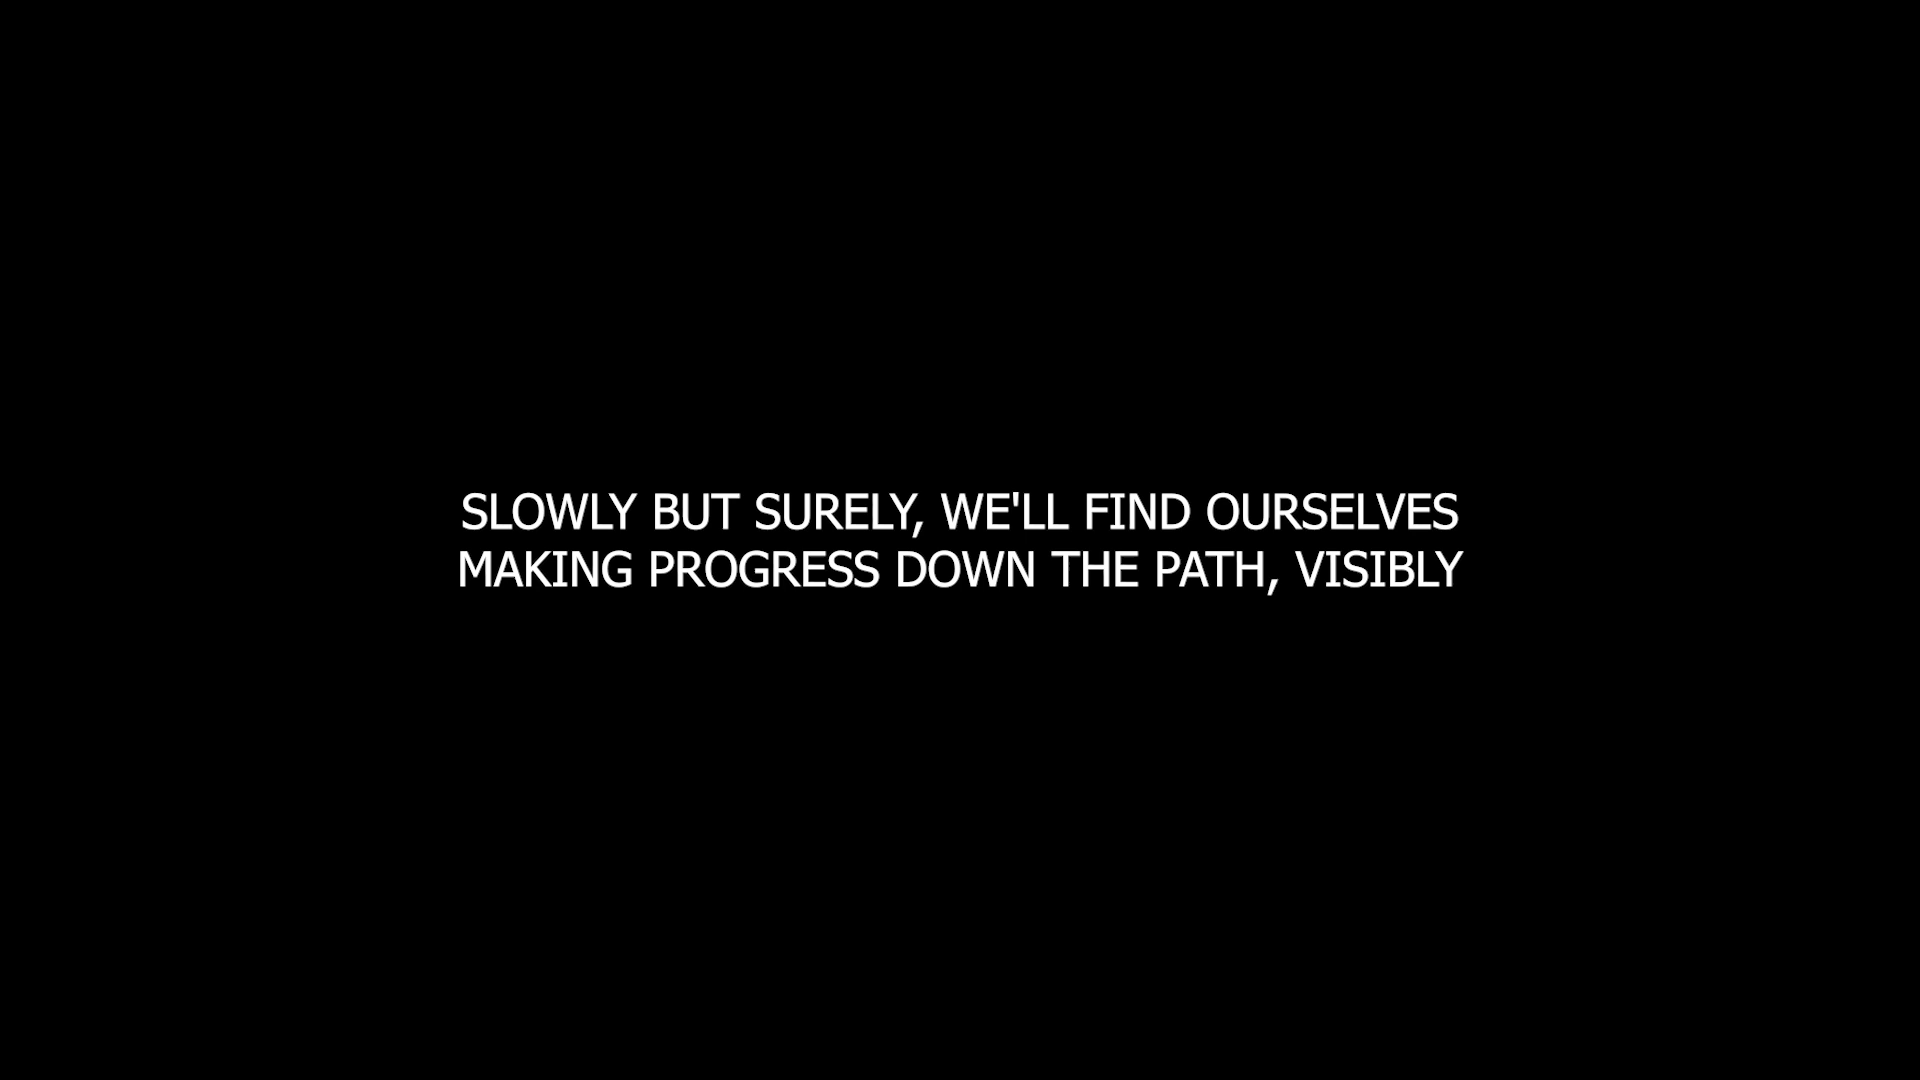 SLOWLY BUT SURELY, WE'LL FIND OURSELVES
MAKING PROGRESS DOWN THE PATH, VISIBLY